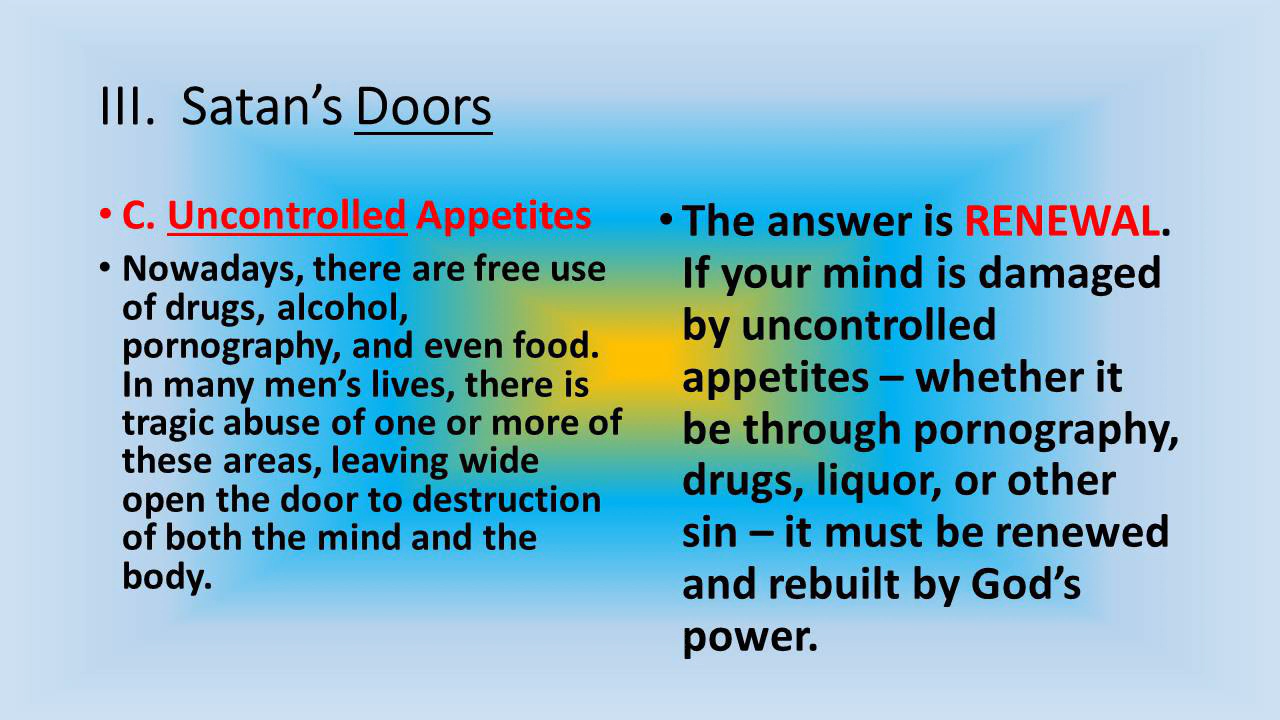 III.  Satan’s Doors
• C. Uncontrolled Appetites
• Nowadays, there are free use
of drugs, alcohol,
pornography, and even food.
In many men’s lives, there is
tragic abuse of one or more of
these areas, leaving wide
open the door to destruction
of both the mind and the
body.
• The answer is RENEWAL.
If your mind is damaged
by uncontrolled
appetites – whether it
be through pornography,
drugs, liquor, or other
sin – it must be renewed
and rebuilt by God’s
power.